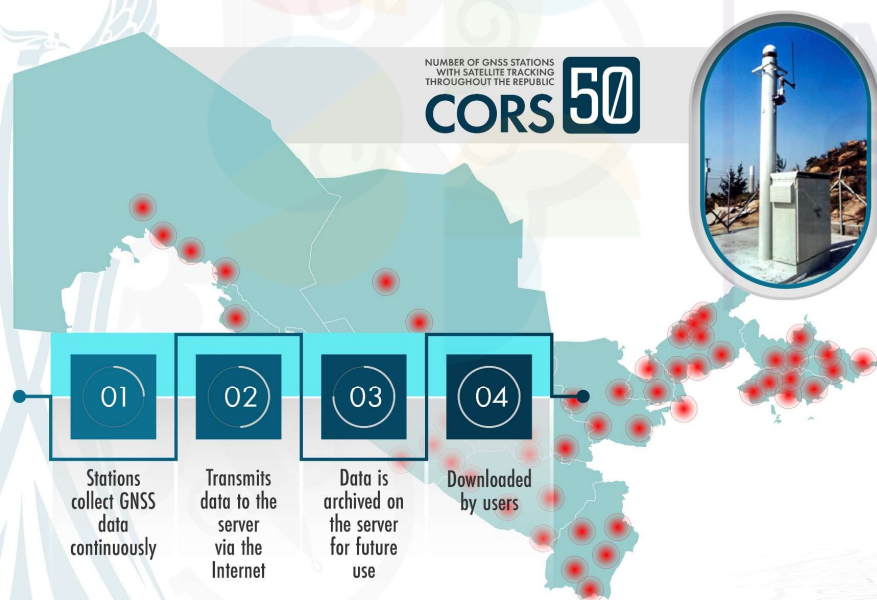 NUMBER OF GNSS STATIONS
WITH SATELLITE TRACKING
THROUGHOUT THE REPUBLIC
CORS 50
01
Stations
collect GNSS
data
continuously
02
Transmits
data to the
server
via the
Internet
03
Data is
archived on
the server
for future
use
04
Downloaded
by users